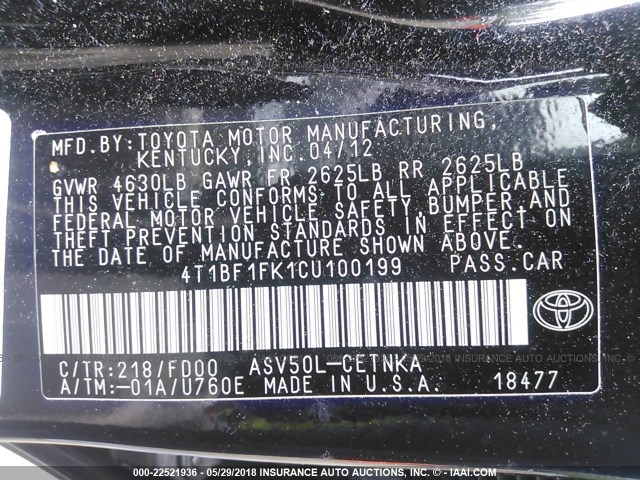 MFD.BY:TOYOTA MOTOR MANUFACTURING,
KENTUCKY,INC.04/12
GVWR 4630LB GAWR FR 2625LB RR 2625LB
THIS VEHICLE CONFORMS TO ALL APPLICABLE
FEDERAL MOTOR VEHICLE SAFETY,BUMPER,AND
THEFT PREVENTION STANDARDS IN EFFECT ON
THE DATE OF MANUFACTURE SHOWN ABOVE.
4T1BF1FK1CU100199 PASS.CAR
C/TR:218/FD00 ASV50L-CETNKA
A/TM:-01A/U760E MADE IN U.S.A. 18477
000-22521936 - 05/29/2018 - INSURANCE AUTO AUCTIONS, INC. © - IAAI.COM